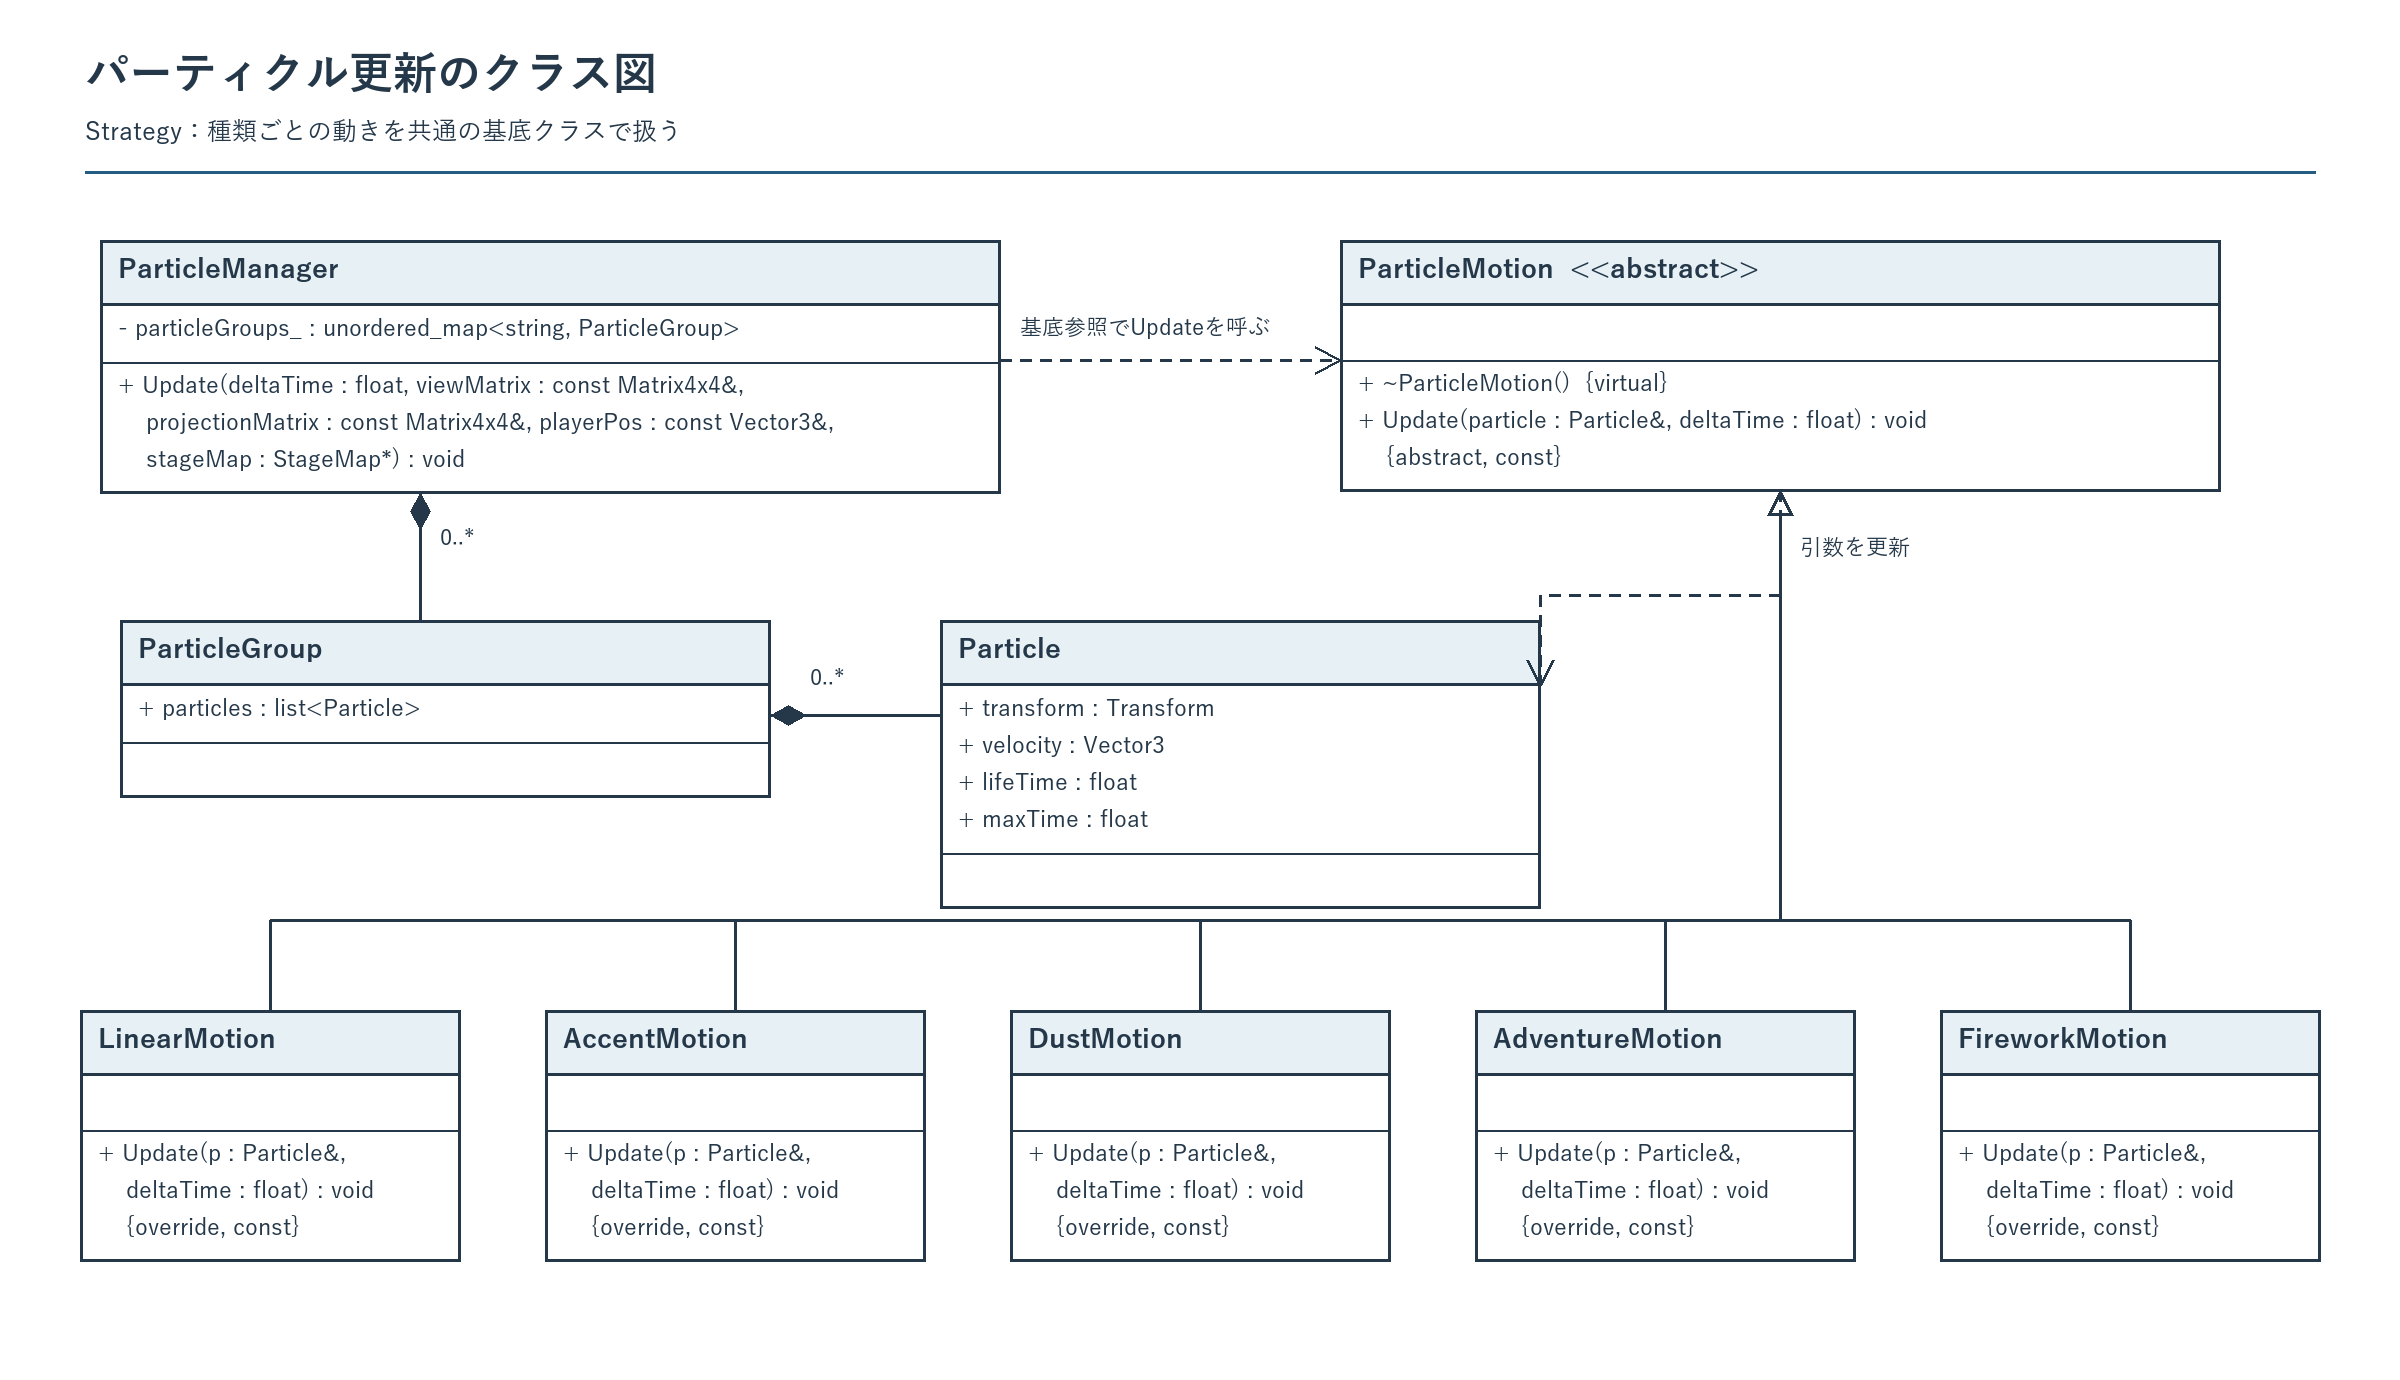 パーティクル更新のクラス図
Strategy：種類ごとの動きを共通の基底クラスで扱う
ParticleManager
- particleGroups_ : unordered_map<string, ParticleGroup>
+ Update(deltaTime : float, viewMatrix : const Matrix4x4&,
projectionMatrix : const Matrix4x4&, playerPos : const Vector3&,
stageMap : StageMap*) : void
基底参照でUpdateを呼ぶ
ParticleMotion <<abstract>>
+ ~ParticleMotion() {virtual}
+ Update(particle : Particle&, deltaTime : float) : void
{abstract, const}
0..*
引数を更新
ParticleGroup
+ particles : list<Particle>
0..*
Particle
+ transform : Transform
+ velocity : Vector3
+ lifeTime : float
+ maxTime : float
LinearMotion
+ Update(p : Particle&,
deltaTime : float) : void
{override, const}
AccentMotion
+ Update(p : Particle&,
deltaTime : float) : void
{override, const}
DustMotion
+ Update(p : Particle&,
deltaTime : float) : void
{override, const}
AdventureMotion
+ Update(p : Particle&,
deltaTime : float) : void
{override, const}
FireworkMotion
+ Update(p : Particle&,
deltaTime : float) : void
{override, const}